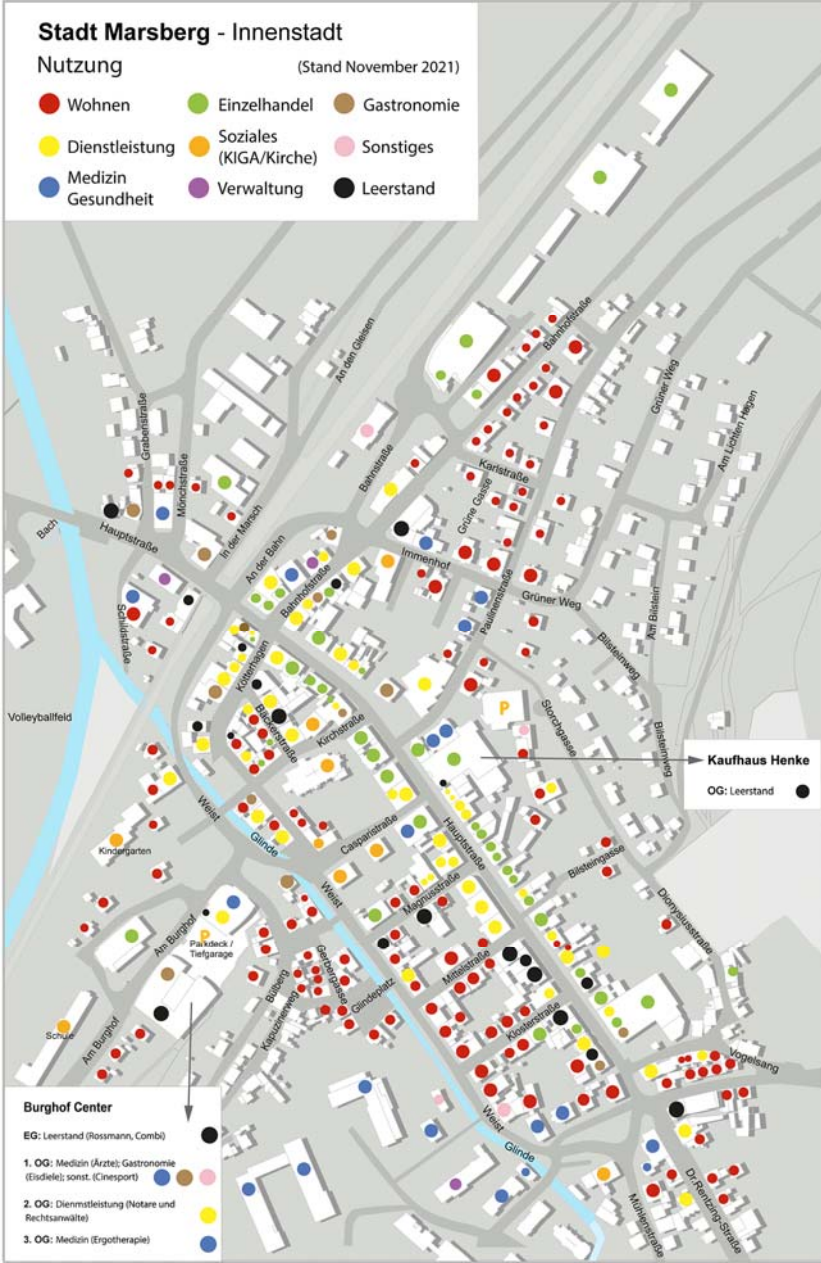 Stadt Marsberg - Innenstadt
Nutzung (Stand November 2021)
Wohnen
Einzelhandel
Gastronomie
Dienstleistung
Soziales
(KIGA/Kirche)
Sonstiges
Medizin
Gesundheit
Verwaltung
Leerstand
Bahnhofstraße
An den Gleisen
Grüner Weg
Am Lichten Hagen
Grabenstraße
Mönchstraße
Bahnstraße
Karlstraße
Grüne Gasse
Bach
Hauptstraße
In der Marsch
An der Bahn
Immenhof
Bahnhofstraße
Paulinenstraße
Grüner Weg
Am Bilstein
Schildstraße
Bilsteinweg
Kötterhagen
Volleyballfeld
Bäckerstraße
Kirchstraße
P
Storchgasse
Bilsteinweg
Kaufhaus Henke
OG: Leerstand
Weist
Glinde
Casparistraße
Hauptstraße
Kindergarten
Weist
Magnusstraße
Bilsteingasse
Dionysiusstraße
Am Burghof
P
Parkdeck /
Tiefgarage
Bülberg
Gerbergasse
Mittelstraße
Kapuzinerweg
Glindeplatz
Schule
Am Burghof
Klosterstraße
Vogelsang
Weist
Glinde
Mühlenstraße
Dr.Rentzing-Straße
Burghof Center
EG: Leerstand (Rossmann, Combi)
1. OG: Medizin (Ärzte); Gastronomie
(Eisdiele); sonst. (Cinesport)
2. OG: Dienmstleistung (Notare und
Rechtsanwälte)
3. OG: Medizin (Ergotherapie)